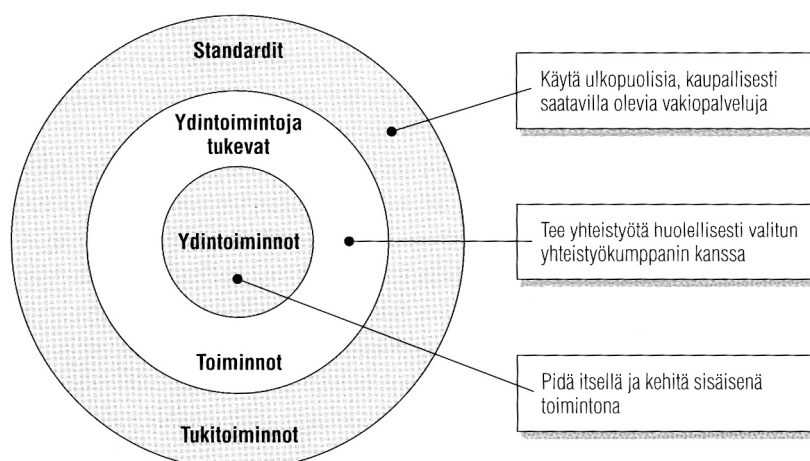 Standardit
Ydintoimintoja
tukevat
Ydintoiminnot
Toiminnot
Tukitoiminnot
Käytä ulkopuolisia, kaupallisesti
saatavilla olevia vakiopalveluja
Tee yhteistyötä huolellisesti valitun
yhteistyökumppanin kanssa
Pidä itsellä ja kehitä sisäisenä
toimintona